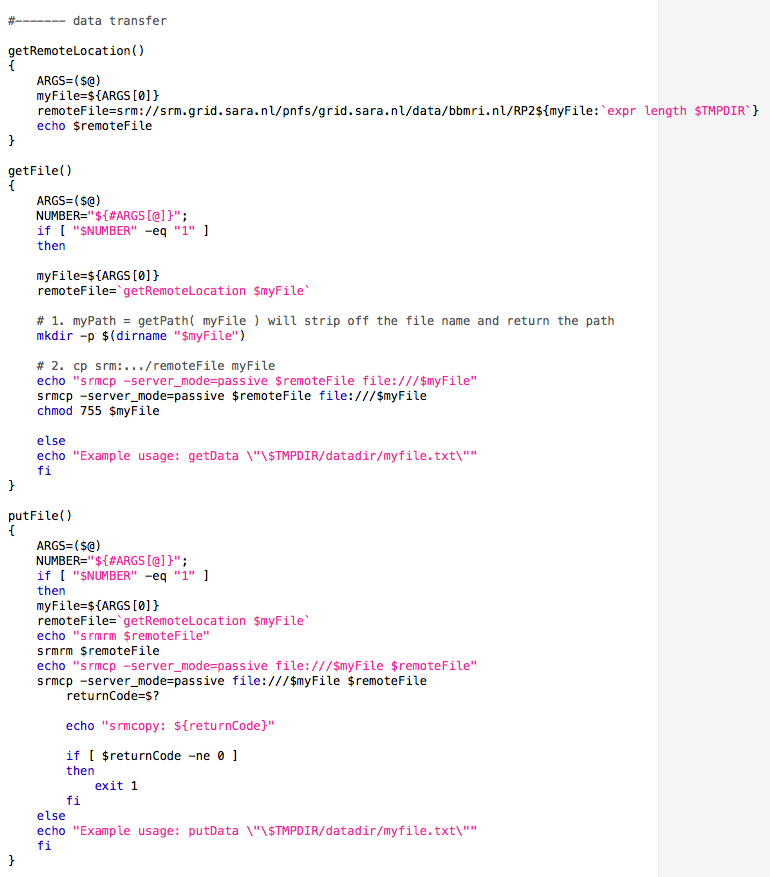 #------- data transfer
getRemoteLocation()
{
ARGS=($@)
myFile=${ARGS[0]}
remoteFile=srm://srm.grid.sara.nl/pnfs/grid.sara.nl/data/bbmri.nl/RP2${myFile:`expr length $TMPDIR`}
echo $remoteFile
}
getFile()
{
ARGS=($@)
NUMBER="${#ARGS[@]}";
if [ "$NUMBER" -eq "1" ]
then
myFile=${ARGS[0]}
remoteFile=`getRemoteLocation $myFile`
# 1. myPath = getPath( myFile ) will strip off the file name and return the path
mkdir -p $(dirname "$myFile")
# 2. cp srm:.../remoteFile myFile
echo "srmcp -server_mode=passive $remoteFile file:///$myFile"
srmcp -server_mode=passive $remoteFile file:///$myFile
chmod 755 $myFile
else
echo "Example usage: getData \"\$TMPDIR/datadir/myfile.txt\""
fi
}
putFile()
{
ARGS=($@)
NUMBER="${#ARGS[@]}";
if [ "$NUMBER" -eq "1" ]
then
myFile=${ARGS[0]}
remoteFile=`getRemoteLocation $myFile`
echo "srmrm $remoteFile"
srmrm $remoteFile
echo "srmcp -server_mode=passive file:///$myFile $remoteFile"
srmcp -server_mode=passive file:///$myFile $remoteFile
returnCode=$?
echo "srmcopy: ${returnCode}"
if [ $returnCode -ne 0 ]
then
exit 1
fi
else
echo "Example usage: putData \"\$TMPDIR/datadir/myfile.txt\""
fi
}